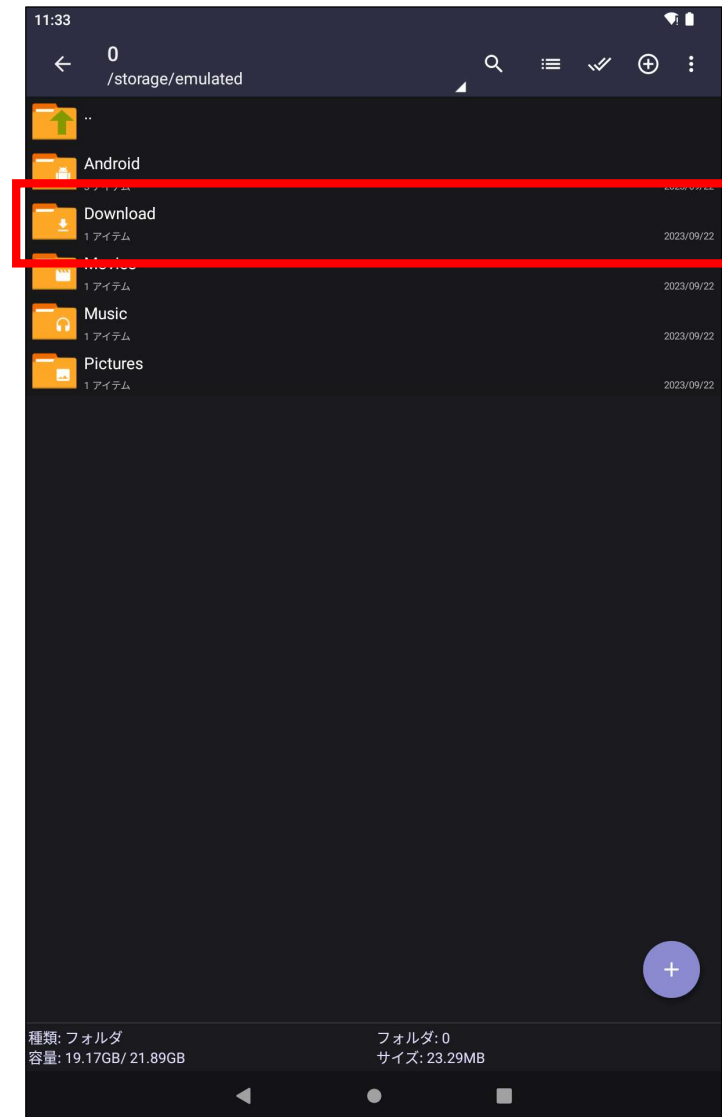 11:33
0
/storage/emulated
..
Android
Download
1 アイテム 2023/09/22
1 アイテム 2023/09/22
Music
1 アイテム 2023/09/22
Pictures
1 アイテム 2023/09/22
種類: フォルダ フォルダ: 0
容量: 19.17GB/ 21.89GB サイズ: 23.29MB